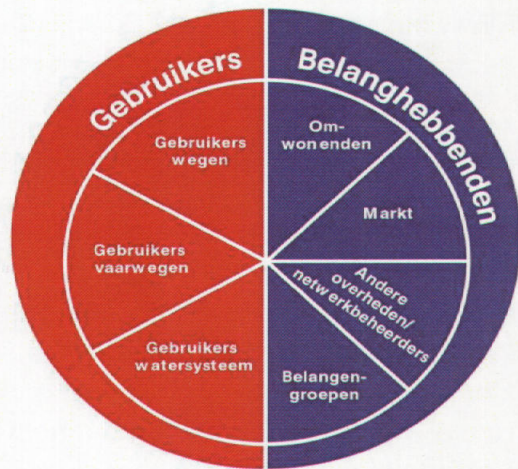 Gebruikers
Gebruikers
wegen
Gebruikers
vaarwegen
Gebruikers
watersysteem
Belanghebbenden
Om-
wonenden
Markt
Andere
overheden/
netwerkbeheerders
Belangen-
groepen